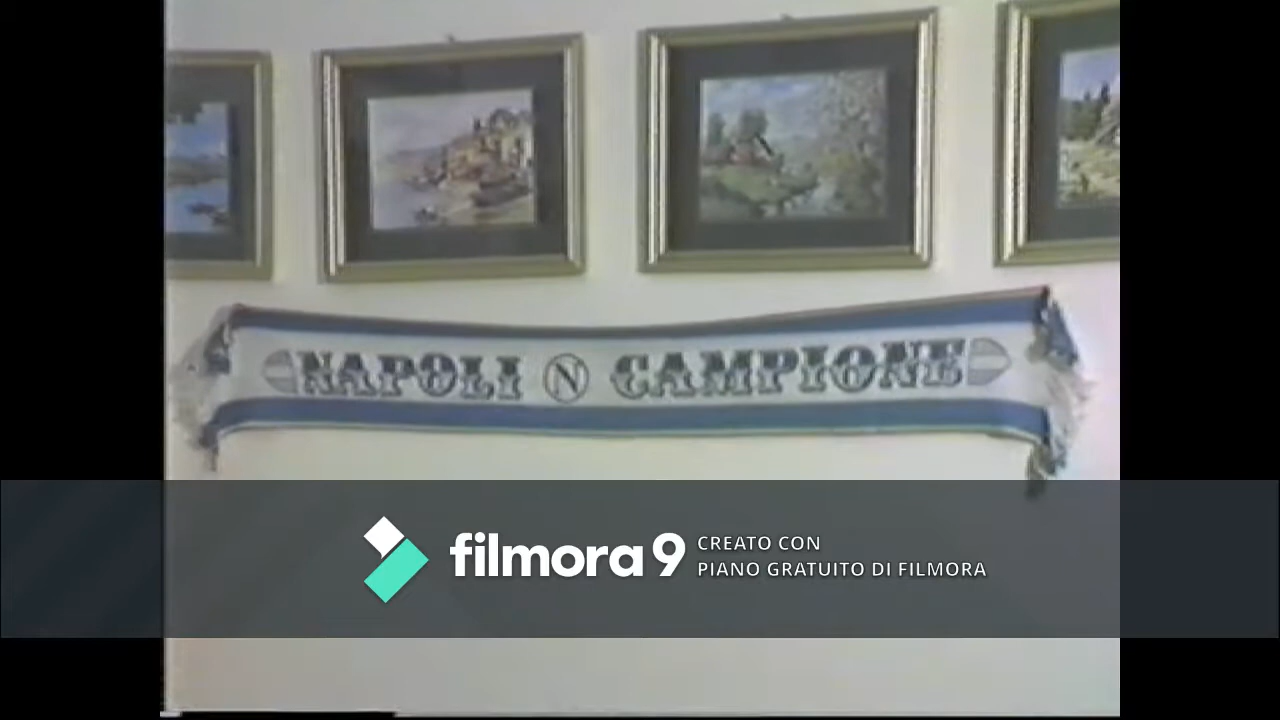 NAPOLI N CAMPIONE
filmora 9
CREATO CON
PIANO GRATUITO DI FILMORA